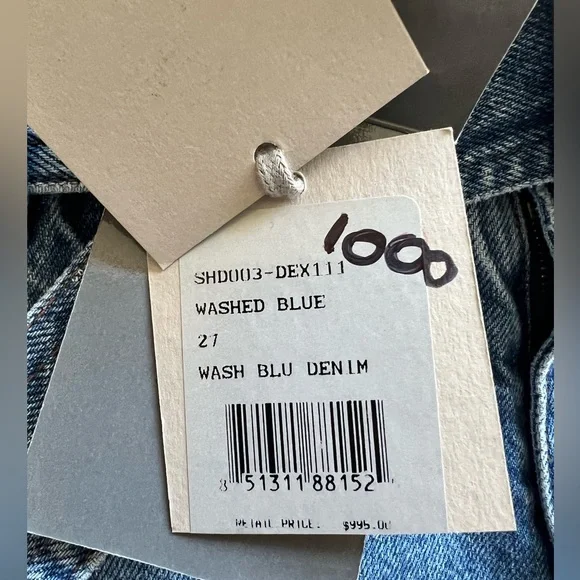 1000
SHD003-DEX111
WASHED BLUE
27
WASH BLU DENIM
8 51311 88152
RETAIL PRICE: $995.00